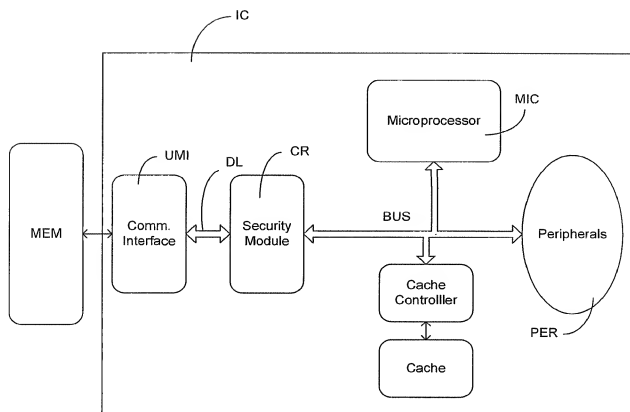 IC
MIC
Microprocessor
UMI
DL
CR
BUS
MEM
Comm.
Interface
Security
Module
Peripherals
Cache
Controlller
PER
Cache